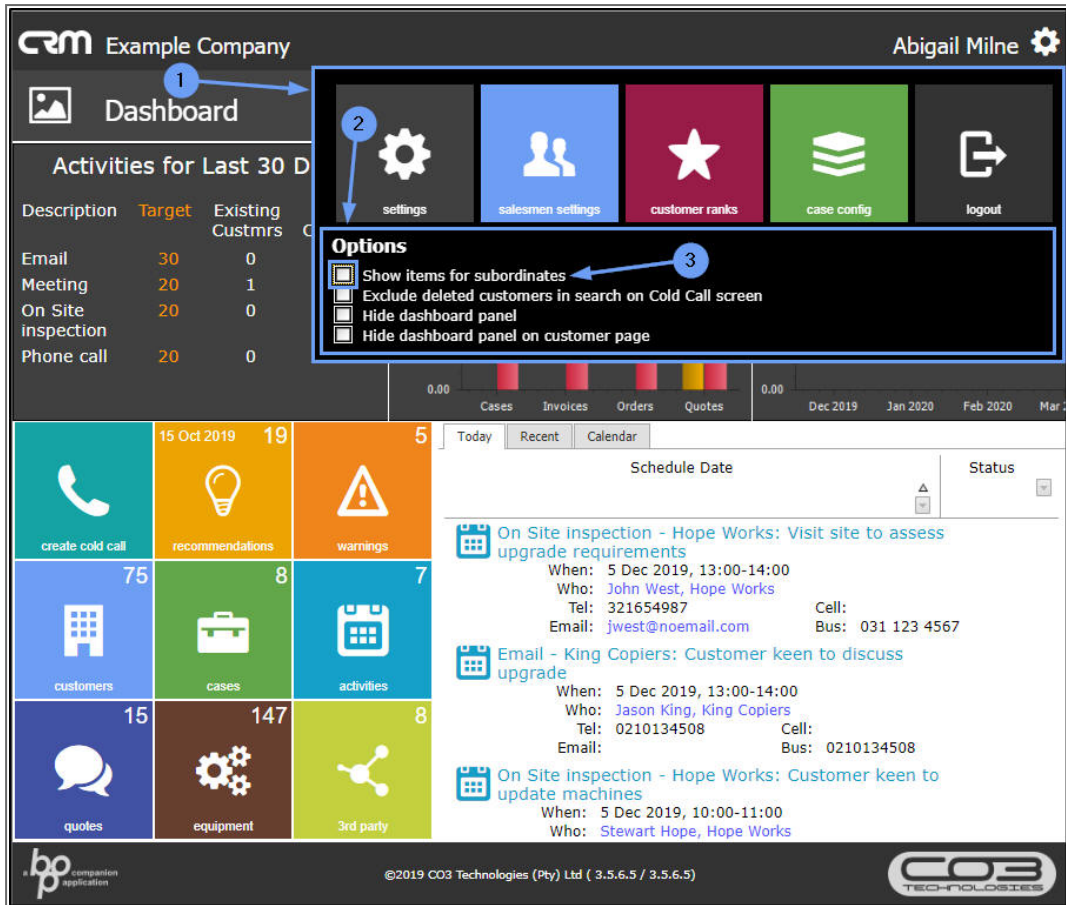 CRM Example Company
Abigail Milne
1
Dashboard
2
settings
salesmen settings
customer ranks
case config
logout
Activities for Last 30 D
Description Target Existing
Custmrs C
Email 30 0
Meeting 20 1
On Site 20 0
inspection
Phone call 20 0
Options
Show items for subordinates
3
Exclude deleted customers in search on Cold Call screen
Hide dashboard panel
Hide dashboard panel on customer page
0.00
Cases Invoices Orders Quotes
0.00
Dec 2019 Jan 2020 Feb 2020 Mar
create cold call
15 Oct 2019 19
recommendations
5
warnings
75
customers
8
cases
7
activities
15
quotes
147
equipment
8
3rd party
Today Recent Calendar
Schedule Date Status
On Site inspection - Hope Works: Visit site to assess
upgrade requirements
When: 5 Dec 2019, 13:00-14:00
Who: John West, Hope Works
Tel: 321654987 Cell:
Email: jwest@noemail.com Bus: 031 123 4567
Email - King Copiers: Customer keen to discuss
upgrade
When: 5 Dec 2019, 13:00-14:00
Who: Jason King, King Copiers
Tel: 0210134508 Cell:
Email: Bus: 0210134508
On Site inspection - Hope Works: Customer keen to
update machines
When: 5 Dec 2019, 10:00-11:00
Who: Stewart Hope, Hope Works
a bpo companion
application
©2019 CO3 Technologies (Pty) Ltd ( 3.5.6.5 / 3.5.6.5)
CO3
TECHNOLOGIES